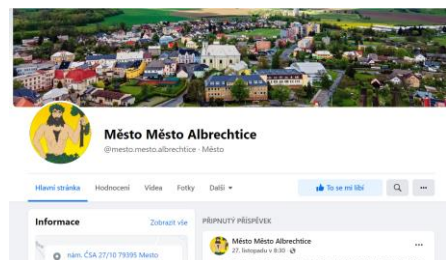 Město Město Albrechtice
@mesto.mesto.albrechtice · Město
Hlavní stránka Hodnocení Videa Fotky Další
To se mi líbí
Informace
Zobrazit vše
nám. ČSA 27/10 79395 Mesto
PŘIPNUTÝ PŘÍSPĚVEK
Město Město Albrechtice
27. listopadu v 8:30